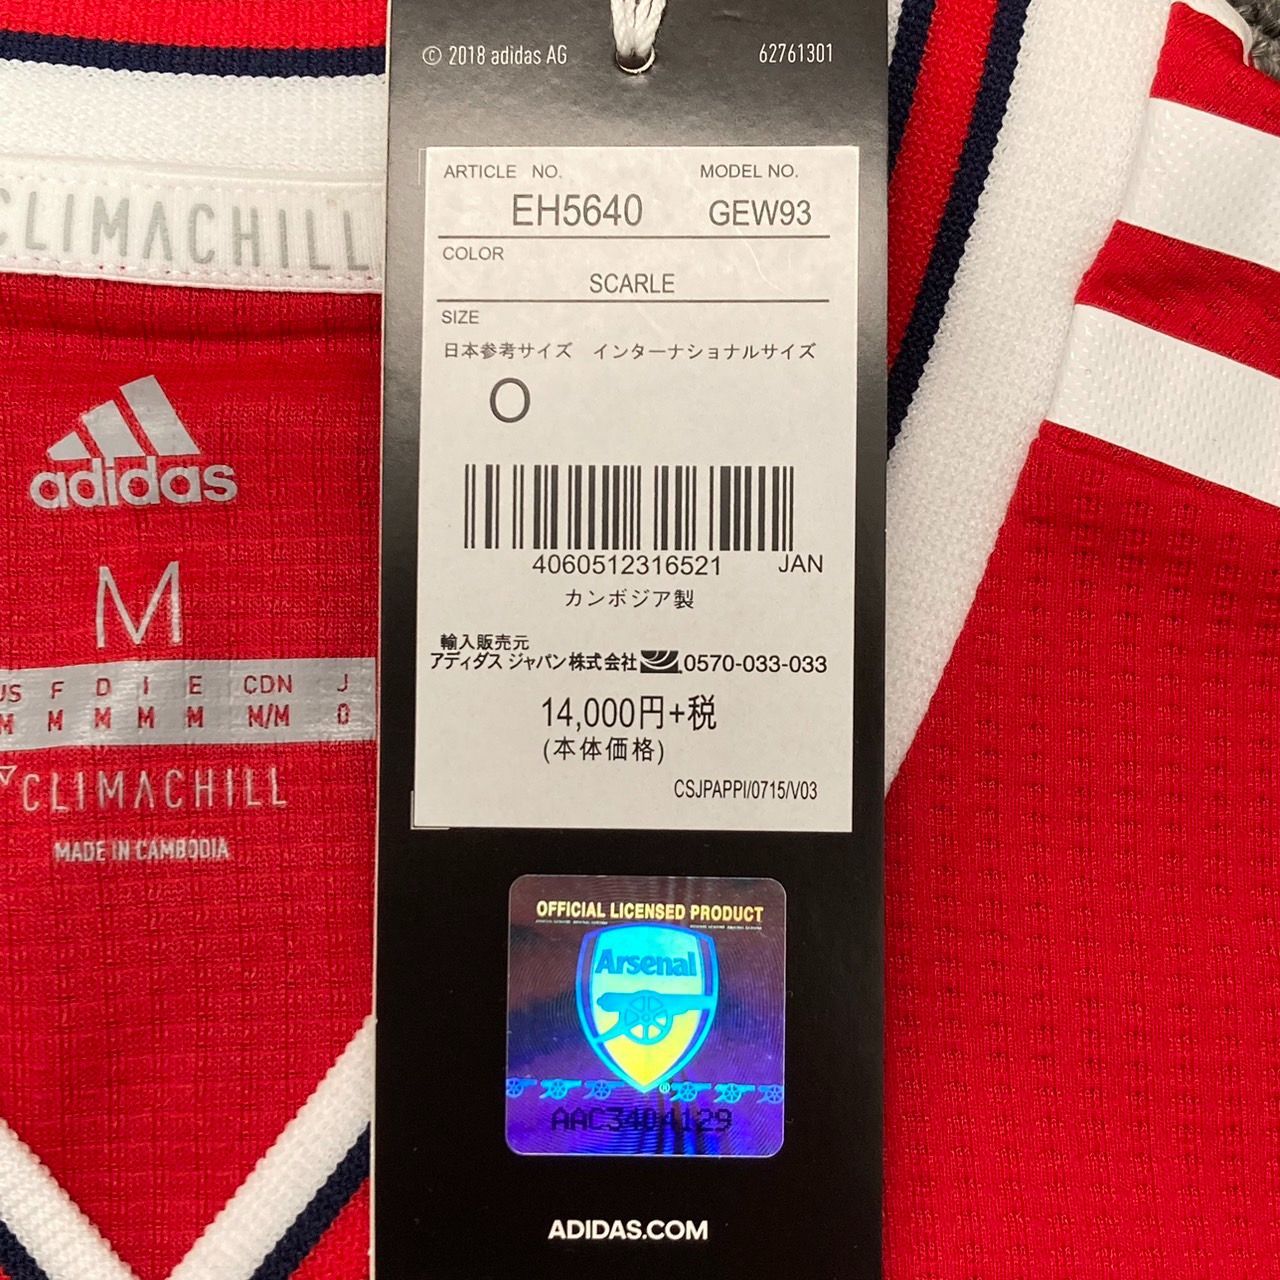 CLIMACHILL
adidas
M
US F D I E CDN J
M M M M M M/M O
CLIMACHILL
MADE IN CAMBODIA
© 2018 adidas AG 62761301
ARTICLE NO. MODEL NO.
EH5640 GEW93
COLOR
SCARLE
SIZE
日本参考サイズ インターナショナルサイズ
O
4060512316521 JAN
カンボジア製
輸入販売元
アディダス ジャパン株式会社 0570-033-033
14,000円+税
(本体価格)
CSJPAPPI/0715/V03
OFFICIAL LICENSED PRODUCT
Arsenal
®
AAC3404129
ADIDAS.COM